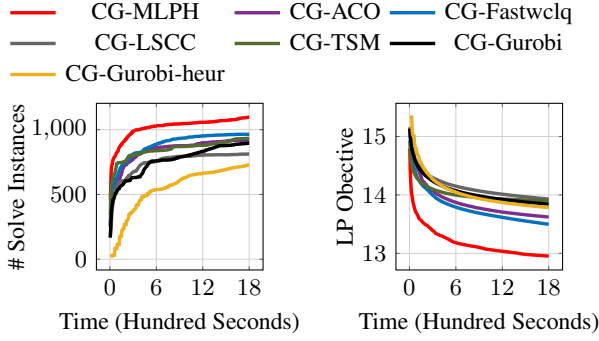 CG-MLPH CG-ACO CG-Fastwclq
CG-LSCC CG-TSM CG-Gurobi
CG-Gurobi-heur
# Solve Instances
1,000
500
0
0 6 12 18
Time (Hundred Seconds)
LP Obective
15
14
13
0 6 12 18
Time (Hundred Seconds)